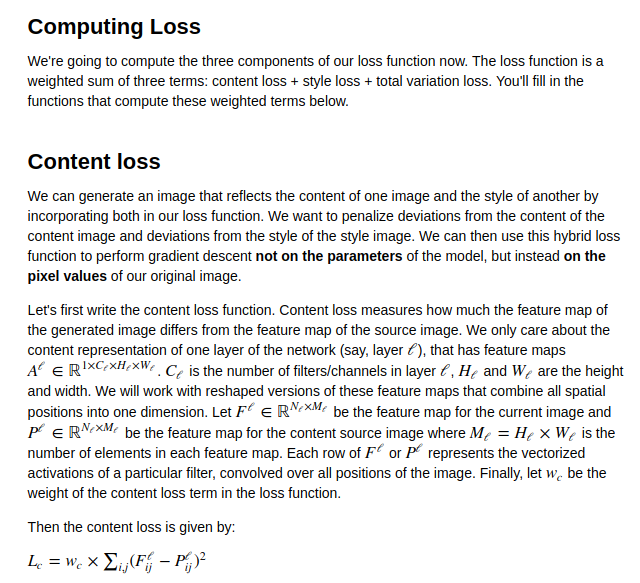 Computing Loss
We're going to compute the three components of our loss function now. The loss function is a
weighted sum of three terms: content loss + style loss + total variation loss. You'll fill in the
functions that compute these weighted terms below.
Content loss
We can generate an image that reflects the content of one image and the style of another by
incorporating both in our loss function. We want to penalize deviations from the content of the
content image and deviations from the style of the style image. We can then use this hybrid loss
function to perform gradient descent not on the parameters of the model, but instead on the
pixel values of our original image.
Let's first write the content loss function. Content loss measures how much the feature map of
the generated image differs from the feature map of the source image. We only care about the
content representation of one layer of the network (say, layer ℓ), that has feature maps
A^ℓ ∈ ℝ^{1×C_ℓ×H_ℓ×W_ℓ}. C_ℓ is the number of filters/channels in layer ℓ, H_ℓ and W_ℓ are the height
and width. We will work with reshaped versions of these feature maps that combine all spatial
positions into one dimension. Let F^ℓ ∈ ℝ^{N_ℓ×M_ℓ} be the feature map for the current image and
P^ℓ ∈ ℝ^{N_ℓ×M_ℓ} be the feature map for the content source image where M_ℓ = H_ℓ × W_ℓ is the
number of elements in each feature map. Each row of F^ℓ or P^ℓ represents the vectorized
activations of a particular filter, convolved over all positions of the image. Finally, let w_c be the
weight of the content loss term in the loss function.
Then the content loss is given by:
L_c = w_c × ∑_{i,j}(F_{ij}^ℓ − P_{ij}^ℓ)^2